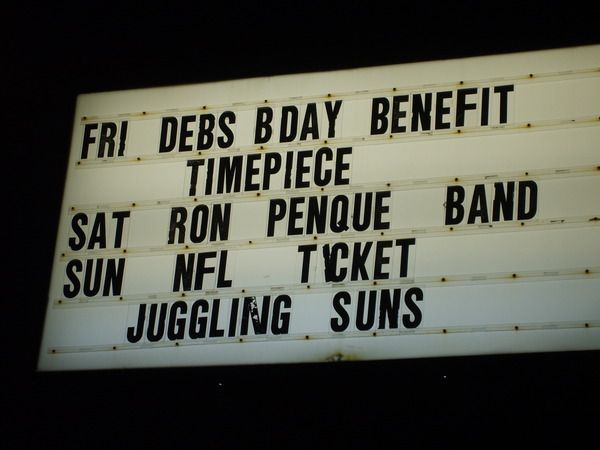 FRI DEBS BDAY BENEFIT
TIMEPIECE
SAT RON PENQUE BAND
SUN NFL TICKET
JUGGLING SUNS